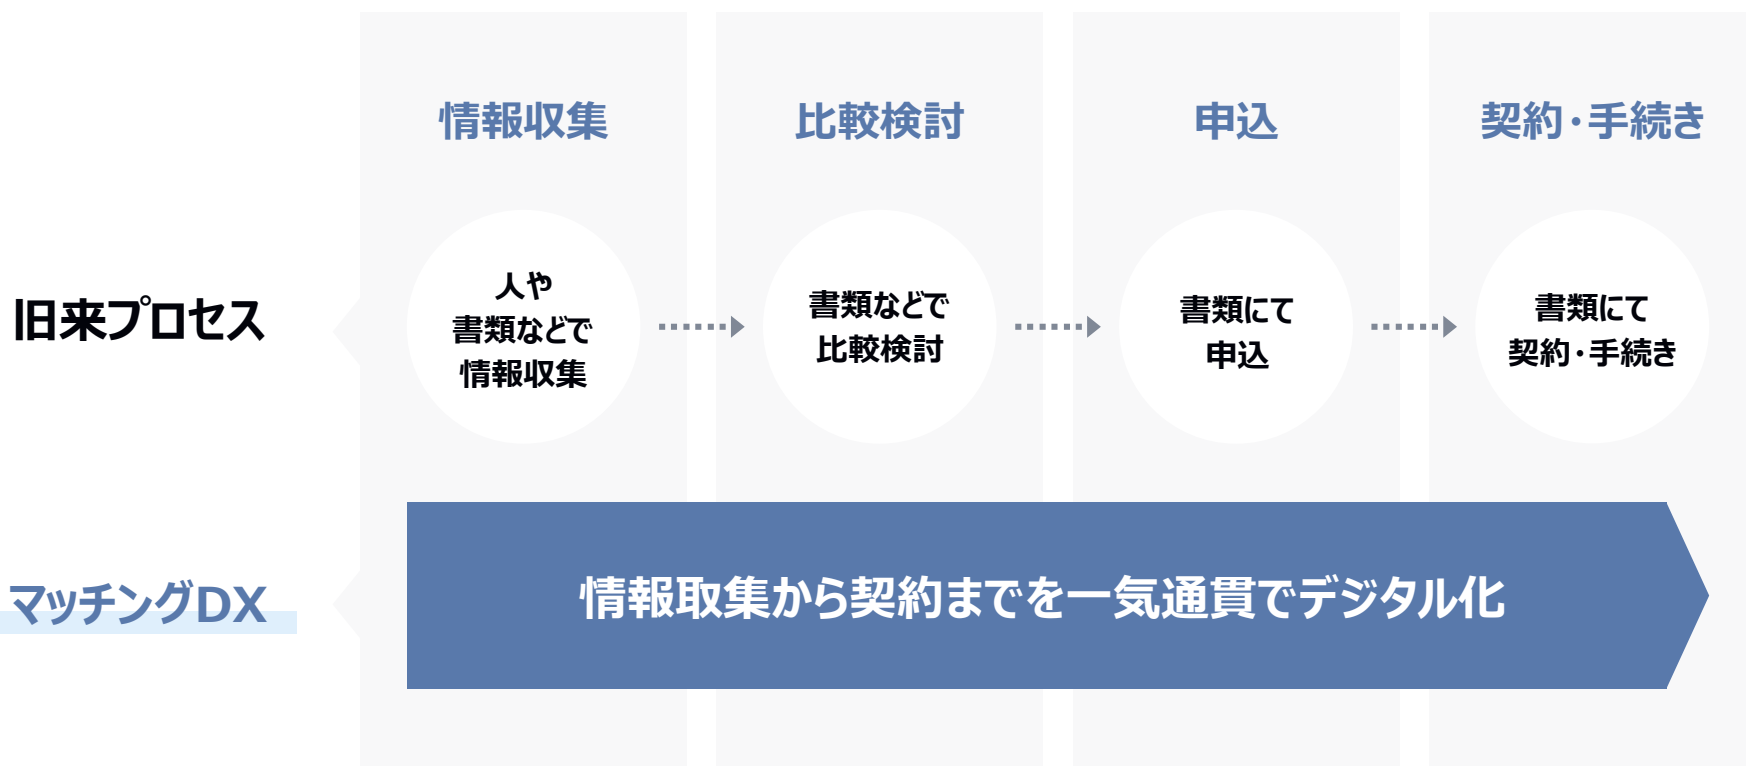 情報収集
比較検討
申込
契約・手続き
旧来プロセス
人や
書類などで
情報収集
書類などで
比較検討
書類にて
申込
書類にて
契約・手続き
マッチングDX
情報取集から契約までを一気通貫でデジタル化